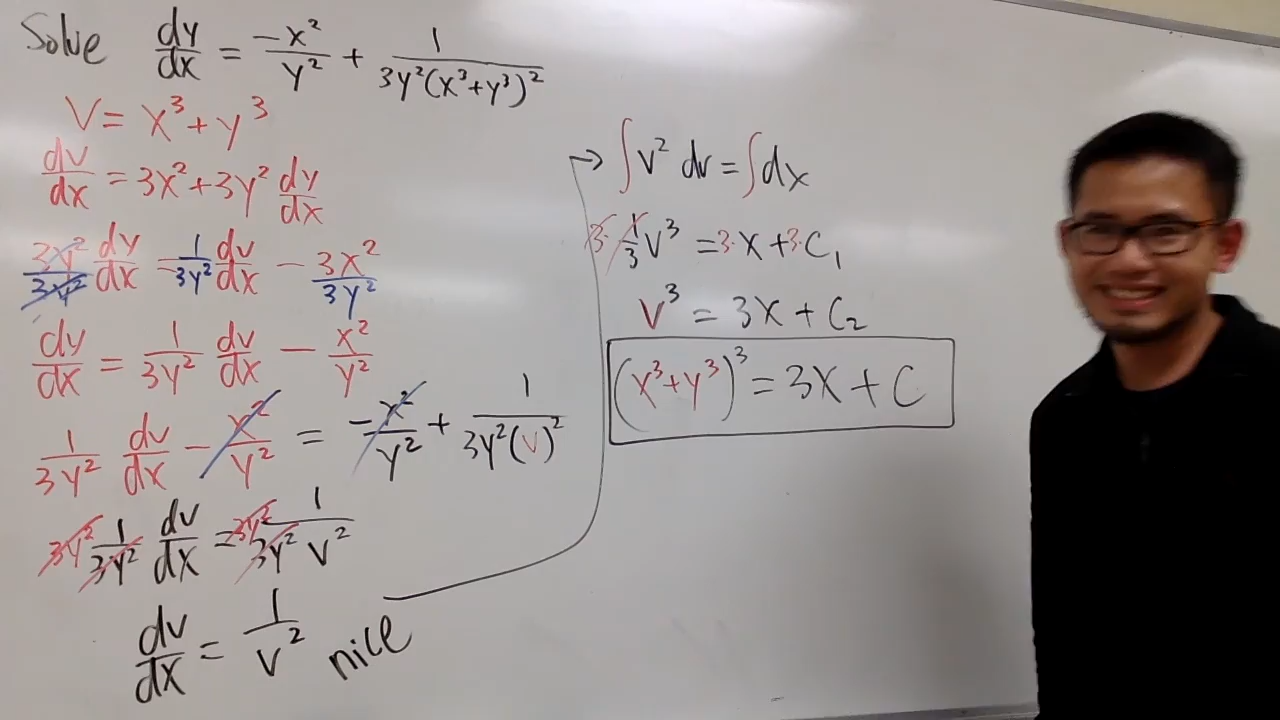 Solve dy/dx = -x²/y² + 1/(3y²(x³+y³)²)
V = x³ + y³
dv/dx = 3x² + 3y² dy/dx
3y²/3y² dy/dx = 1/3y² dv/dx - 3x²/3y²
dy/dx = 1/3y² dv/dx - x²/y²
1/3y² dv/dx - x²/y² = -x²/y² + 1/(3y²(v)²)
3y² 1/3y² dv/dx = 3y² 1/(3y² v²)
dv/dx = 1/v² nice
→ ∫v² dv = ∫dx
3· 1/3 v³ = 3· x + 3· C₁
v³ = 3x + C₂
(x³+y³)³ = 3x + C